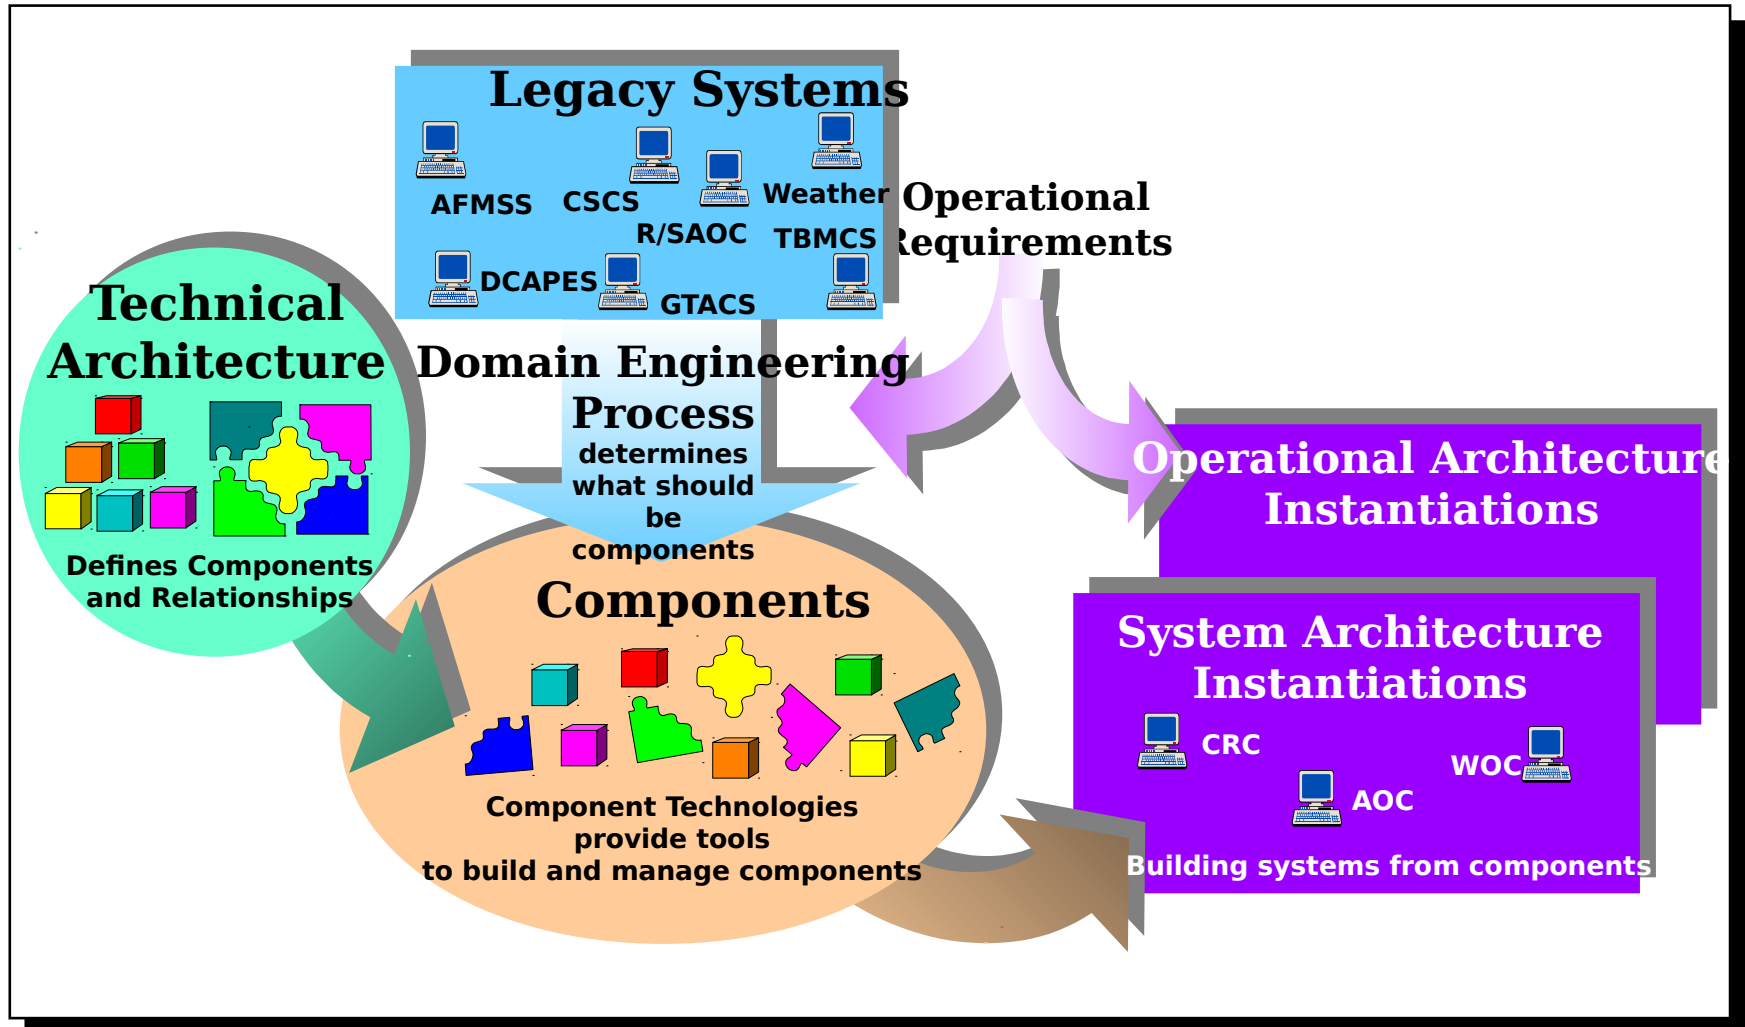 Legacy Systems
AFMSS
CSCS
R/SAOC
Weather
TBMCS
DCAPES
GTACS
Operational
Requirements
Technical
Architecture
Defines Components
and Relationships
Domain Engineering
Process
determines
what should
be
components
Components
Component Technologies
provide tools
to build and manage components
Operational Architecture
Instantiations
System Architecture
Instantiations
CRC
WOC
AOC
Building systems from components